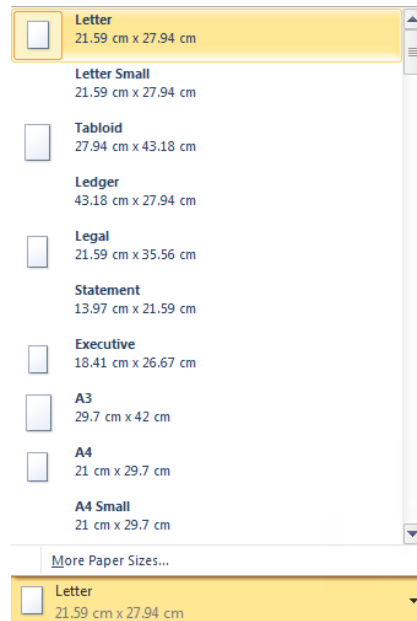 Letter
21.59 cm x 27.94 cm
Letter Small
21.59 cm x 27.94 cm
Tabloid
27.94 cm x 43.18 cm
Ledger
43.18 cm x 27.94 cm
Legal
21.59 cm x 35.56 cm
Statement
13.97 cm x 21.59 cm
Executive
18.41 cm x 26.67 cm
A3
29.7 cm x 42 cm
A4
21 cm x 29.7 cm
A4 Small
21 cm x 29.7 cm
More Paper Sizes...
Letter
21.59 cm x 27.94 cm